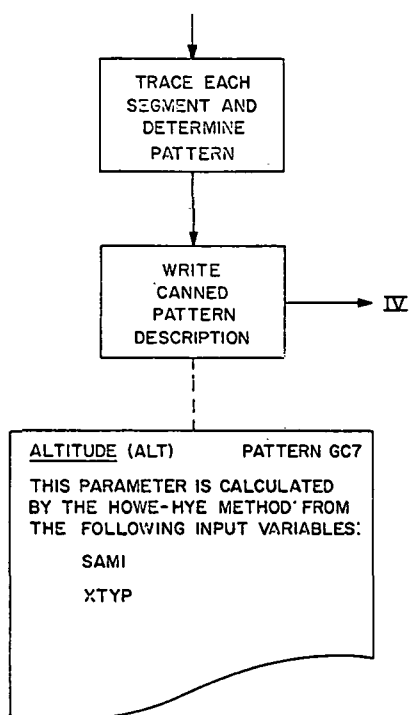 TRACE EACH
SEGMENT AND
DETERMINE
PATTERN
WRITE
CANNED
PATTERN
DESCRIPTION
IV
ALTITUDE (ALT) PATTERN GC7
THIS PARAMETER IS CALCULATED
BY THE HOWE-HYE METHOD FROM
THE FOLLOWING INPUT VARIABLES:
SAMI
XTYP